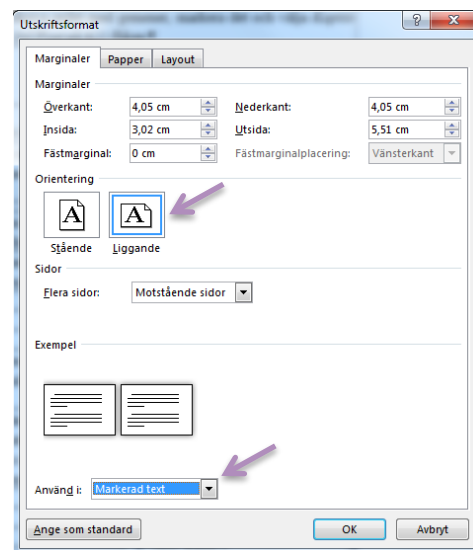 Utskriftsformat
Marginaler Papper Layout
Marginaler
Överkant: 4,05 cm Nederkant: 4,05 cm
Insida: 3,02 cm Utsida: 5,51 cm
Fästmarginal: 0 cm Fästmarginalplacering: Vänsterkant
Orientering
A A
Stående Liggande
Sidor
Flera sidor: Motstående sidor
Exempel
Använd i: Markerad text
Ange som standard OK Avbryt